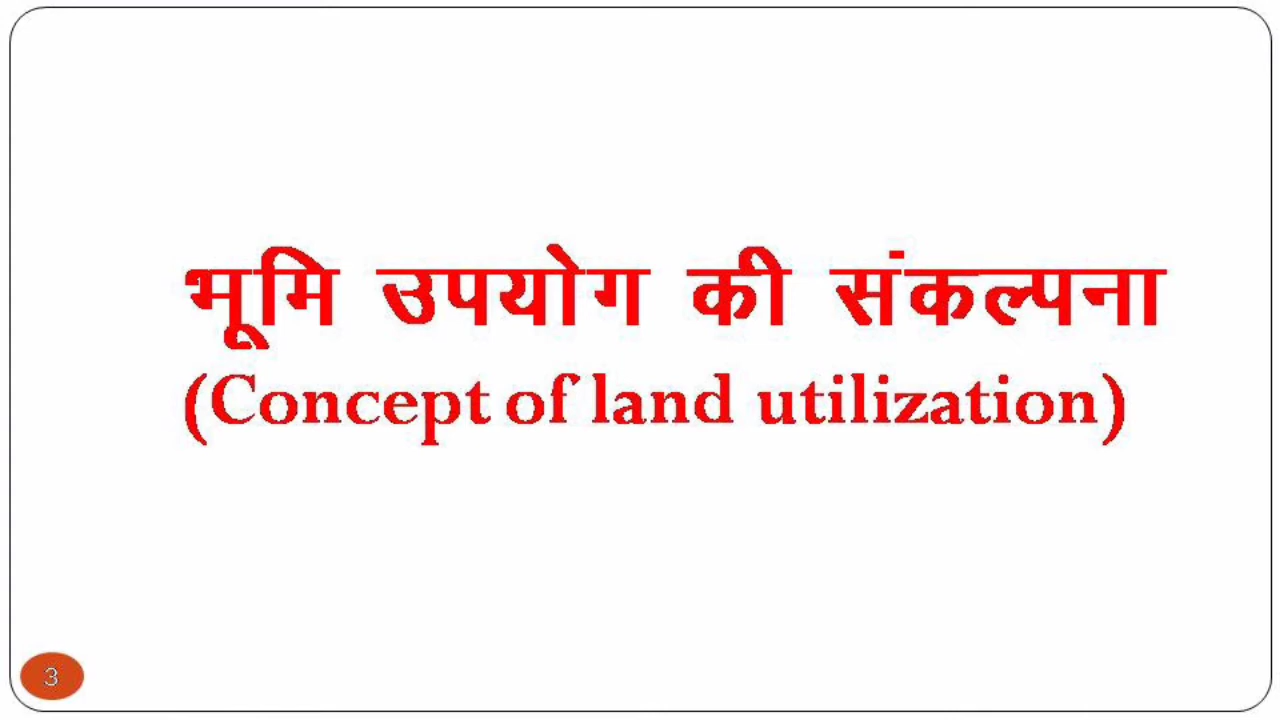 भूमि उपयोग की संकल्पना
(Concept of land utilization)
3